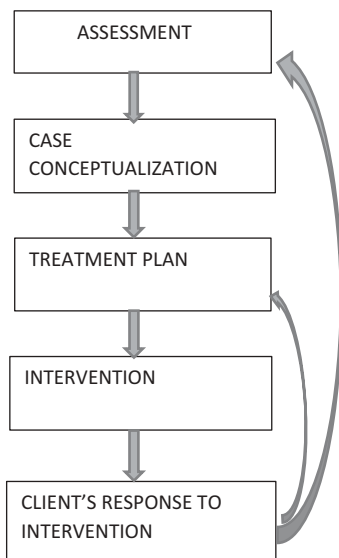 ASSESSMENT
CASE
CONCEPTUALIZATION
TREATMENT PLAN
INTERVENTION
CLIENT’S RESPONSE TO
INTERVENTION